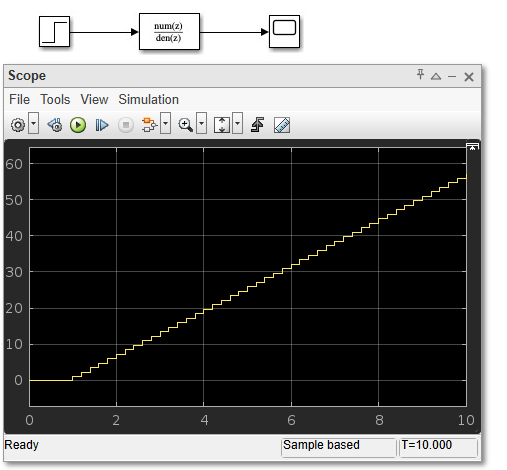 num(z)
den(z)
Scope
File Tools View Simulation
60
50
40
30
20
10
0
0 2 4 6 8 10
Ready Sample based T=10.000